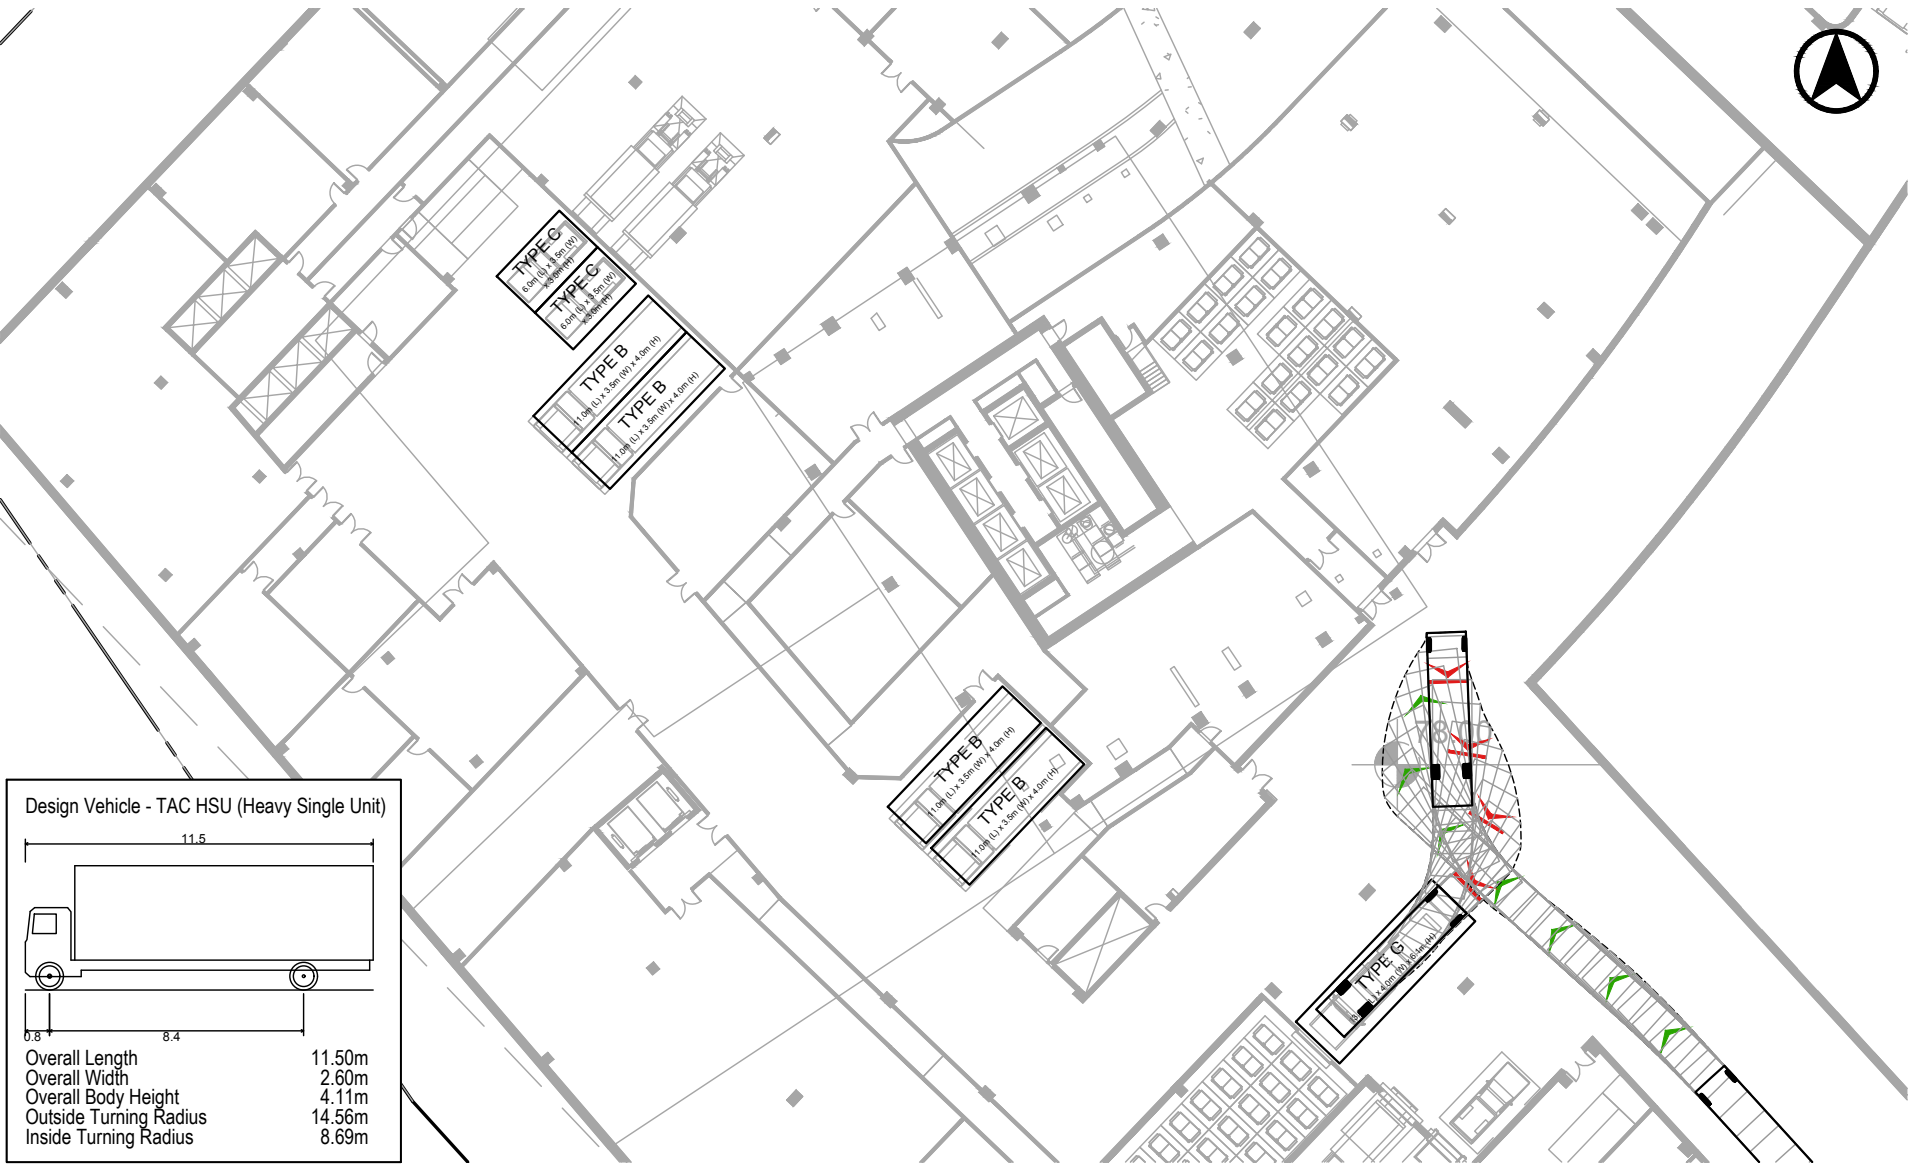 TYPE C
6.0m (L) x 3.5m (W)
x 3.0m (H)
TYPE C
6.0m (L) x 3.5m (W)
x 3.0m (H)
TYPE B
11.0m (L) x 3.5m (W) x 4.0m (H)
TYPE B
11.0m (L) x 3.5m (W) x 4.0m (H)
TYPE B
11.0m (L) x 3.5m (W) x 4.0m (H)
TYPE B
11.0m (L) x 3.5m (W) x 4.0m (H)
TYPE G
(L) x 4.0m (W)
Design Vehicle - TAC HSU (Heavy Single Unit)
11.5
0.8
8.4
Overall Length 11.50m
Overall Width 2.60m
Overall Body Height 4.11m
Outside Turning Radius 14.56m
Inside Turning Radius 8.69m